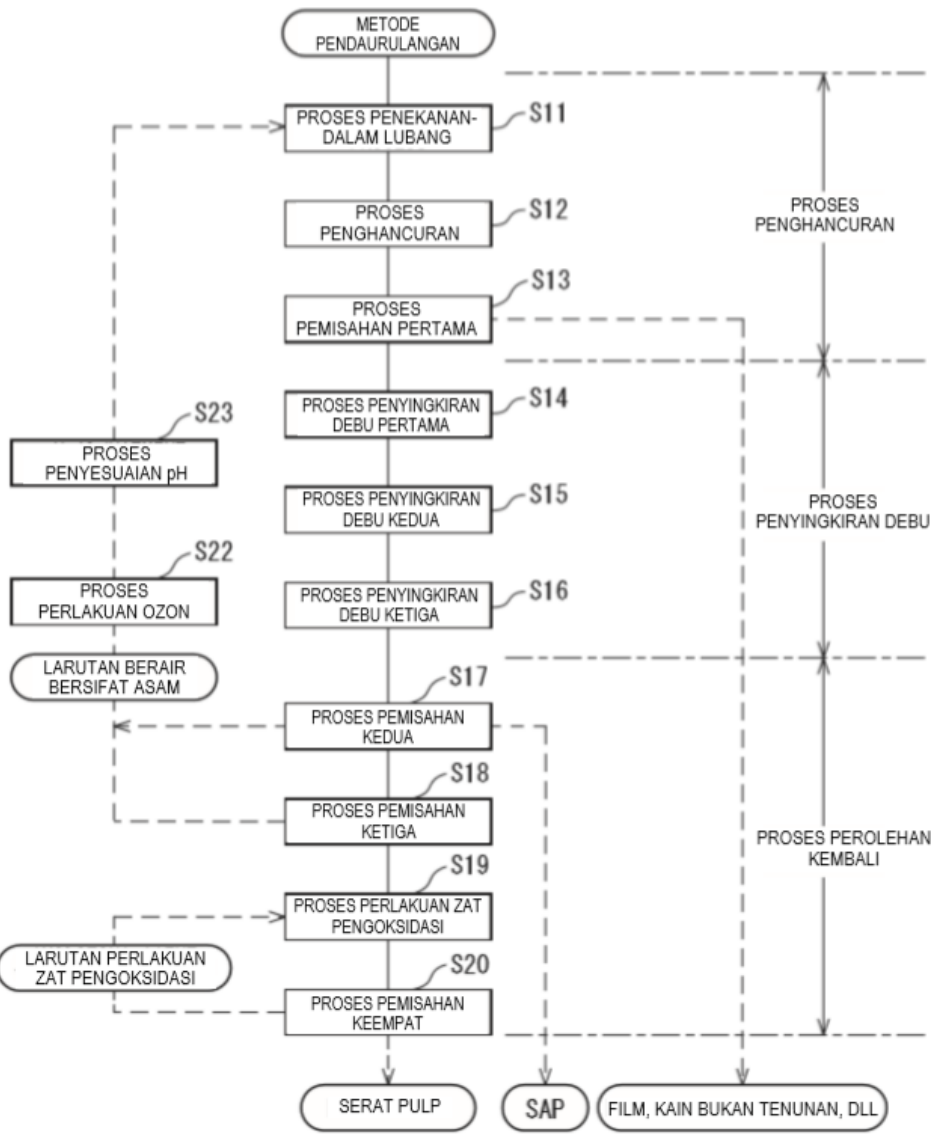 METODE
PENDAURULANGAN
PROSES PENEKANAN-
DALAM LUBANG
S11
PROSES
PENGHANCURAN
S12
PROSES
PENGHANCURAN
PROSES
PEMISAHAN PERTAMA
S13
PROSES PENYINGKIRAN
DEBU PERTAMA
S14
S23
PROSES
PENYESUAIAN pH
PROSES PENYINGKIRAN
DEBU KEDUA
S15
PROSES
PENYINGKIRAN DEBU
S22
PROSES
PERLAKUAN OZON
PROSES PENYINGKIRAN
DEBU KETIGA
S16
LARUTAN BERAIR
BERSIFAT ASAM
S17
PROSES PEMISAHAN
KEDUA
S18
PROSES PEMISAHAN
KETIGA
PROSES PEROLEHAN
KEMBALI
S19
PROSES PERLAKUAN ZAT
PENGOKSIDASI
LARUTAN PERLAKUAN
ZAT PENGOKSIDASI
S20
PROSES PEMISAHAN
KEEMPAT
SERAT PULP
SAP
FILM, KAIN BUKAN TENUNAN, DLL